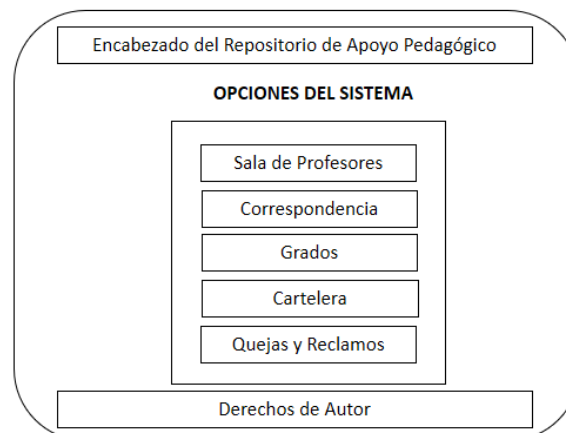 Encabezado del Repositorio de Apoyo Pedagógico
OPCIONES DEL SISTEMA
Sala de Profesores
Correspondencia
Grados
Cartelera
Quejas y Reclamos
Derechos de Autor